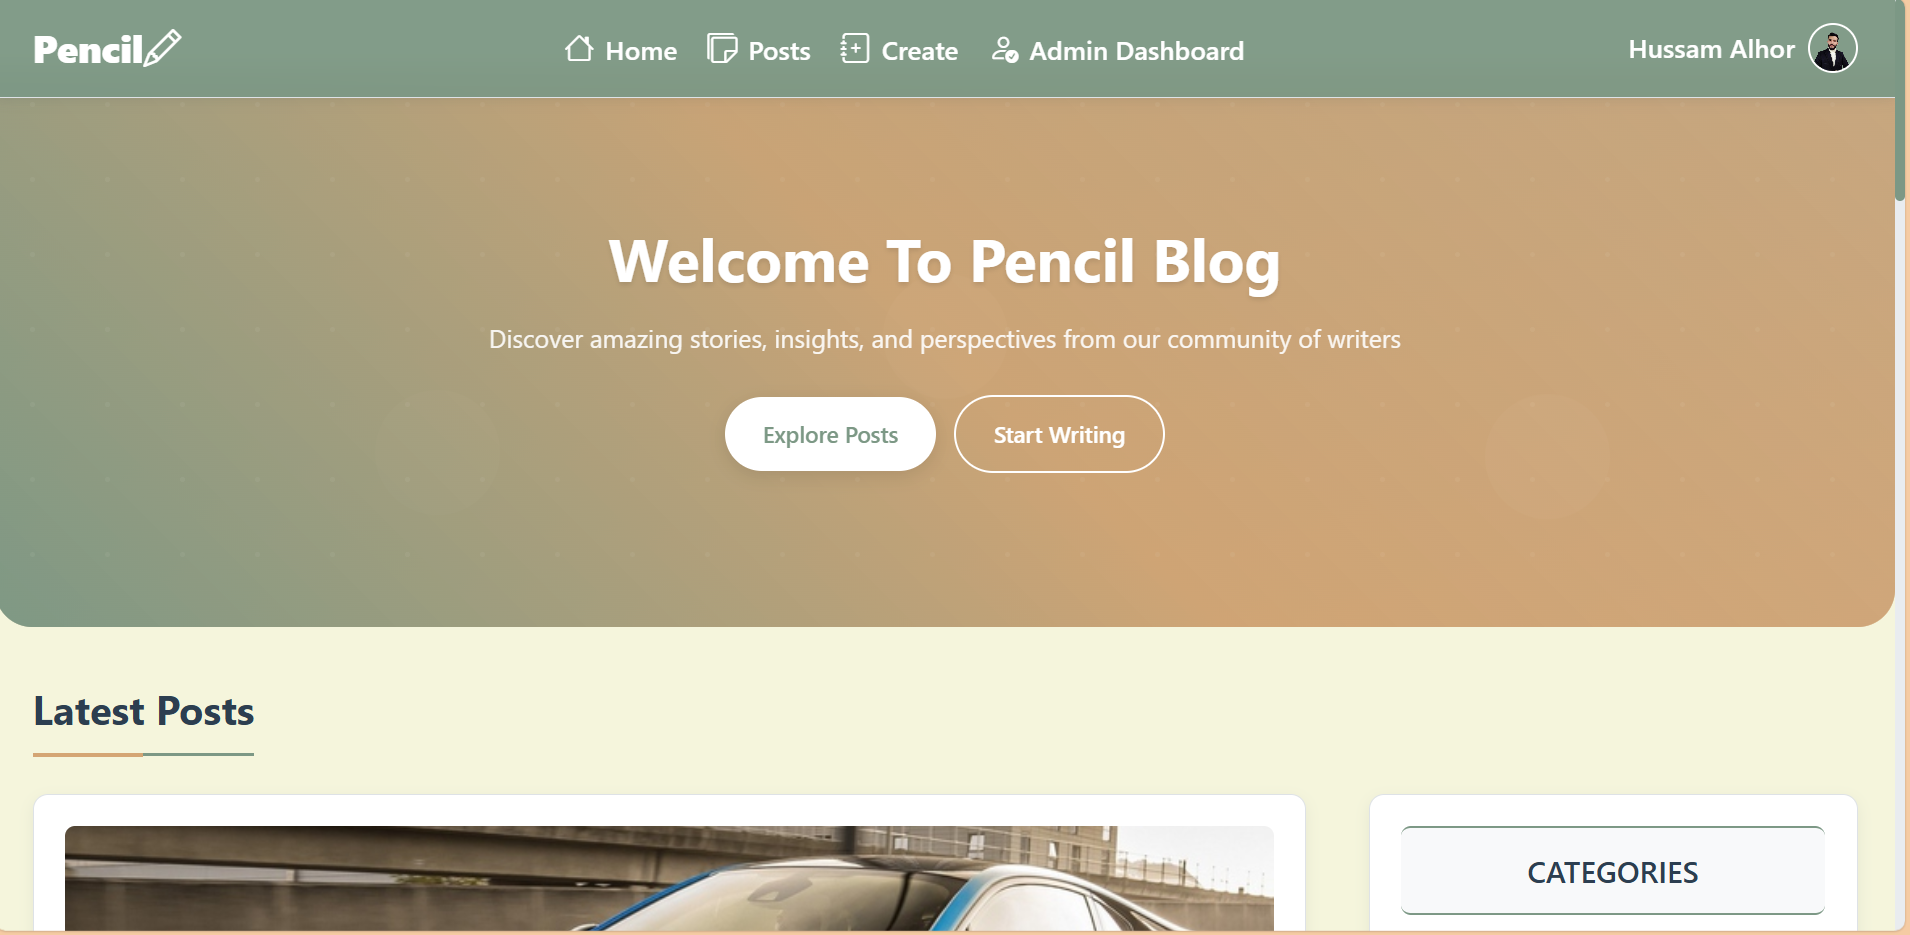 Pencil
Home Posts Create Admin Dashboard
Hussam Alhor
Welcome To Pencil Blog
Discover amazing stories, insights, and perspectives from our community of writers
Explore Posts
Start Writing
Latest Posts
CATEGORIES